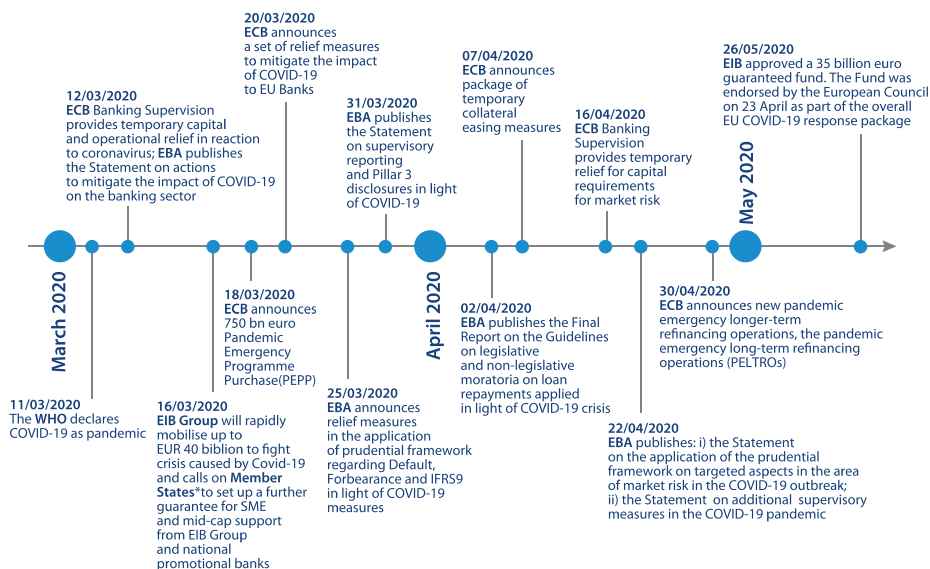 20/03/2020
ECB announces
a set of relief measures
to mitigate the impact
of COVID-19
to EU Banks
12/03/2020
ECB Banking Supervision
provides temporary capital
and operational relief in reaction
to coronavirus; EBA publishes
the Statement on actions
to mitigate the impact of COVID-19
on the banking sector
31/03/2020
EBA publishes
the Statement
on supervisory
reporting
and Pillar 3
disclosures in light
of COVID-19
07/04/2020
ECB announces
package of
temporary
collateral
easing measures
16/04/2020
ECB Banking
Supervision
provides temporary
relief for capital
requirements
for market risk
26/05/2020
EIB approved a 35 billion euro
guaranteed fund. The Fund was
endorsed by the European Council
on 23 April as part of the overall
EU COVID-19 response package
March 2020
April 2020
May 2020
11/03/2020
The WHO declares
COVID-19 as pandemic
16/03/2020
EIB Group will rapidly
mobilise up to
EUR 40 biblion to fight
crisis caused by Covid-19
and calls on Member
States*to set up a further
guarantee for SME
and mid-cap support
from EIB Group
and national
promotional banks
18/03/2020
ECB announces
750 bn euro
Pandemic
Emergency
Programme
Purchase(PEPP)
25/03/2020
EBA announces
relief measures
in the application
of prudential framework
regarding Default,
Forbearance and IFRS9
in light of COVID-19
measures
02/04/2020
EBA publishes the Final
Report on the Guidelines
on legislative
and non-legislative
moratoria on loan
repayments applied
in light of COVID-19 crisis
22/04/2020
EBA publishes: i) the Statement
on the application of the prudential
framework on targeted aspects in the area
of market risk in the COVID-19 outbreak;
ii) the Statement on additional supervisory
measures in the COVID-19 pandemic
30/04/2020
ECB announces new pandemic
emergency longer-term
refinancing operations, the pandemic
emergency long-term refinancing
operations (PELTROs)